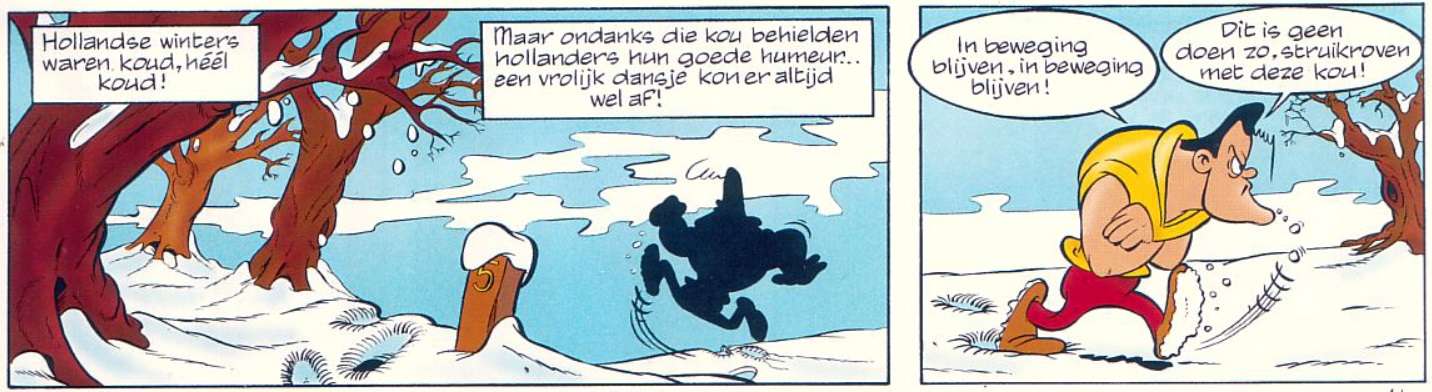 Hollandse winters
waren koud, héél
koud!
Maar ondanks die kou behielden
hollanders hun goede humeur..
een vrolijk dansje kon er altijd
wel af!
5
In beweging
blijven, in beweging
blijven!
Dit is geen
doen zo, struikroven
met deze kou!